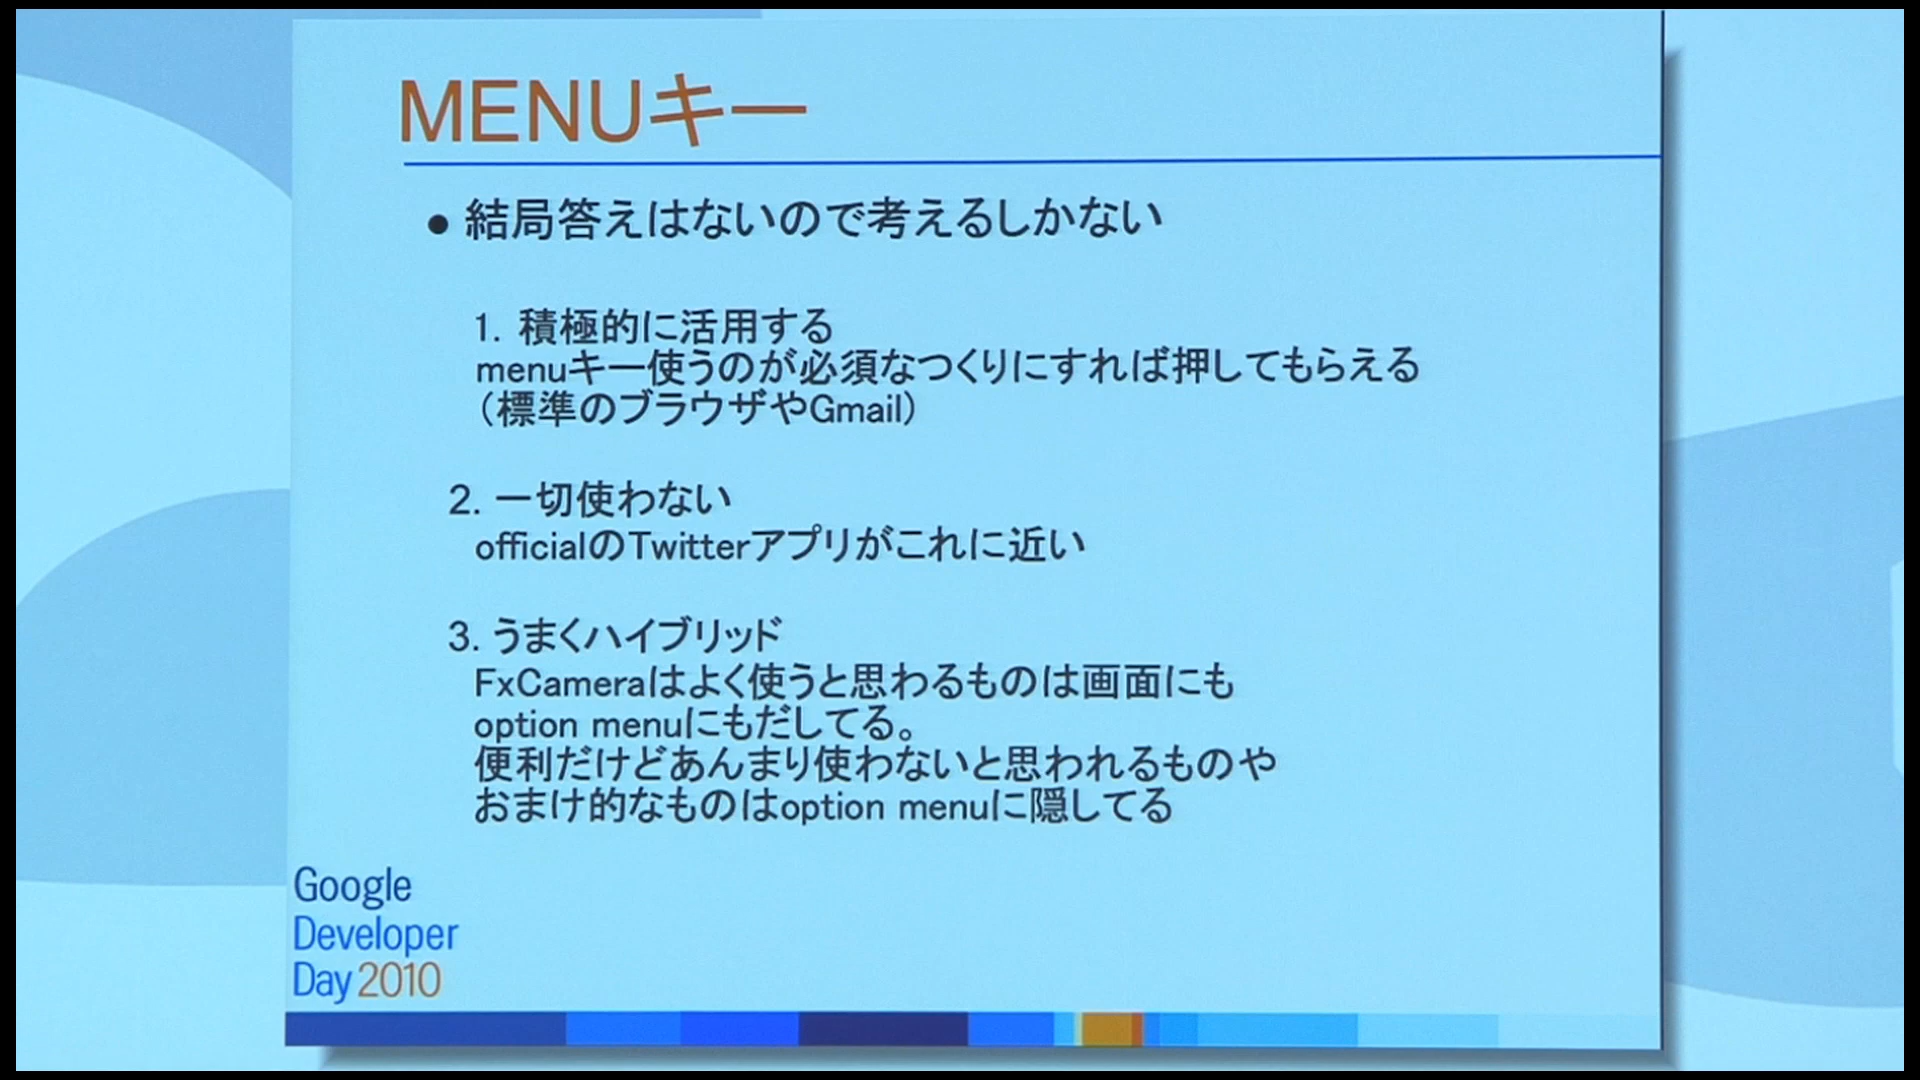 MENUキー
● 結局答えはないので考えるしかない
1. 積極的に活用する
menuキー使うのが必須なつくりにすれば押してもらえる
（標準のブラウザやGmail）
2. 一切使わない
officialのTwitterアプリがこれに近い
3. うまくハイブリッド
FxCameraはよく使うと思わるものは画面にも
option menuにもだしてる。
便利だけどあんまり使わないと思われるものや
おまけ的なものはoption menuに隠してる
Google
Developer
Day2010